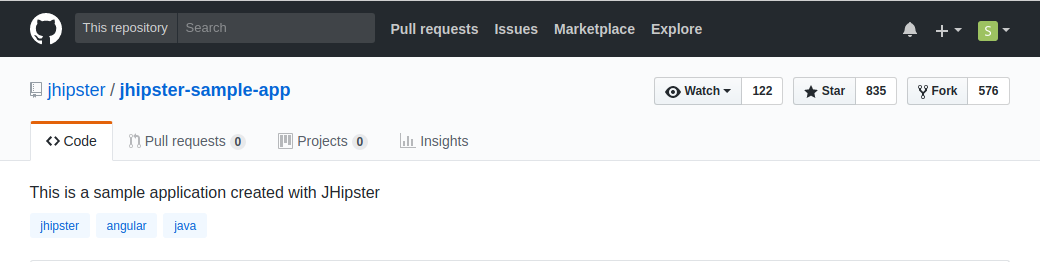 This repository Search Pull requests Issues Marketplace Explore S
jhipster / jhipster-sample-app Watch 122 Star 835 Fork 576
Code Pull requests 0 Projects 0 Insights
This is a sample application created with JHipster
jhipster angular java